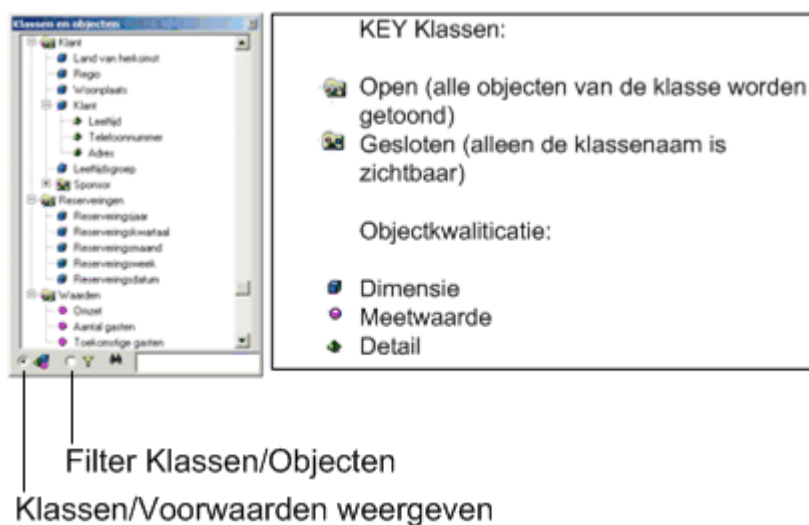 Klassen en objecten
Klant
Land van herkomst
Regio
Woonplaats
Klant
Leeftijd
Telefoonnummer
Adres
Leeftijdsgroep
Sponsor
Reserveringen
Reserveringsjaar
Reserveringskwartaal
Reserveringsmaand
Reserveringsweek
Reserveringsdatum
Waarden
Omzet
Aantal gasten
Toekomstige gasten
KEY Klassen:
Open (alle objecten van de klasse worden
getoond)
Gesloten (alleen de klassenaam is
zichtbaar)
Objectkwaliticatie:
Dimensie
Meetwaarde
Detail
Filter Klassen/Objecten
Klassen/Voorwaarden weergeven